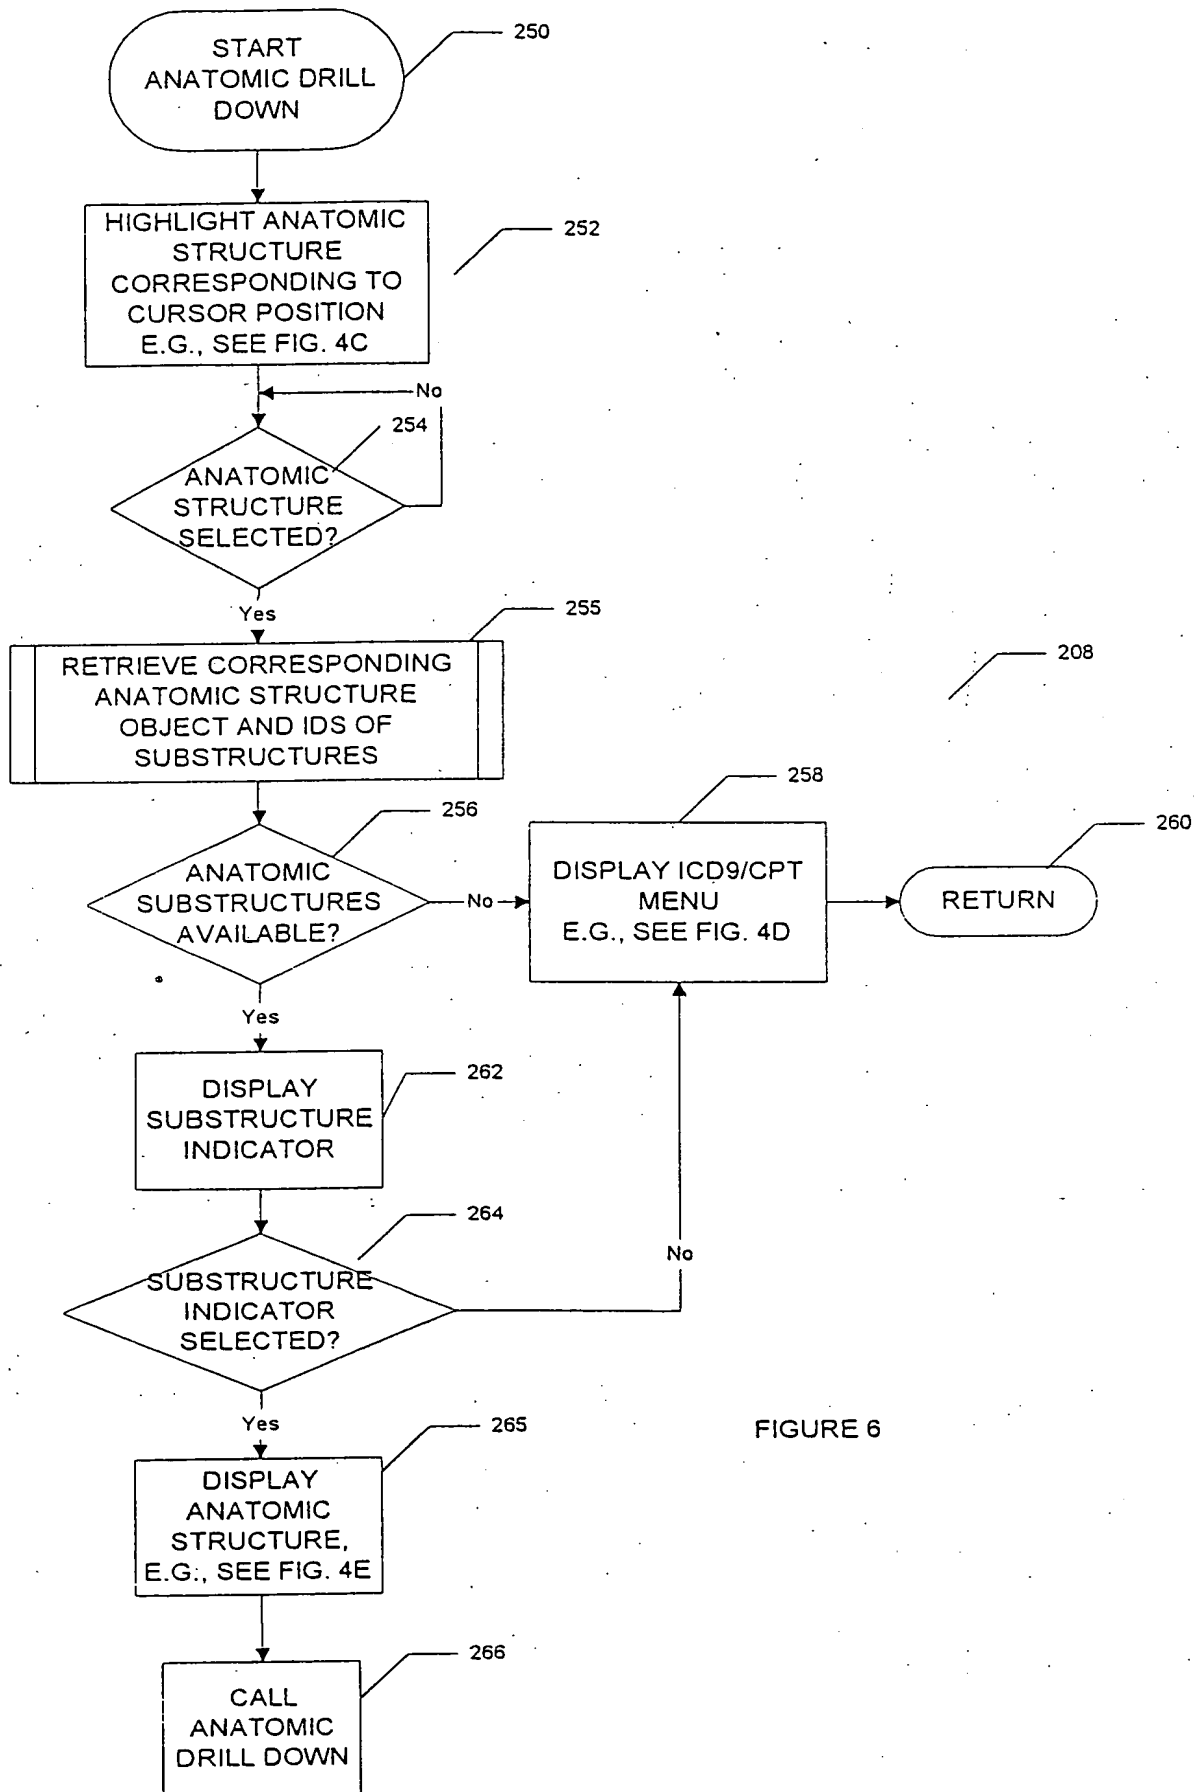 START
ANATOMIC DRILL
DOWN
250
HIGHLIGHT ANATOMIC
STRUCTURE
CORRESPONDING TO
CURSOR POSITION
E.G., SEE FIG. 4C
252
No
254
ANATOMIC
STRUCTURE
SELECTED?
Yes
255
RETRIEVE CORRESPONDING
ANATOMIC STRUCTURE
OBJECT AND IDS OF
SUBSTRUCTURES
208
256
ANATOMIC
SUBSTRUCTURES
AVAILABLE?
No
258
DISPLAY ICD9/CPT
MENU
E.G., SEE FIG. 4D
260
RETURN
Yes
262
DISPLAY
SUBSTRUCTURE
INDICATOR
264
SUBSTRUCTURE
INDICATOR
SELECTED?
No
Yes
265
DISPLAY
ANATOMIC
STRUCTURE,
E.G., SEE FIG. 4E
FIGURE 6
266
CALL
ANATOMIC
DRILL DOWN